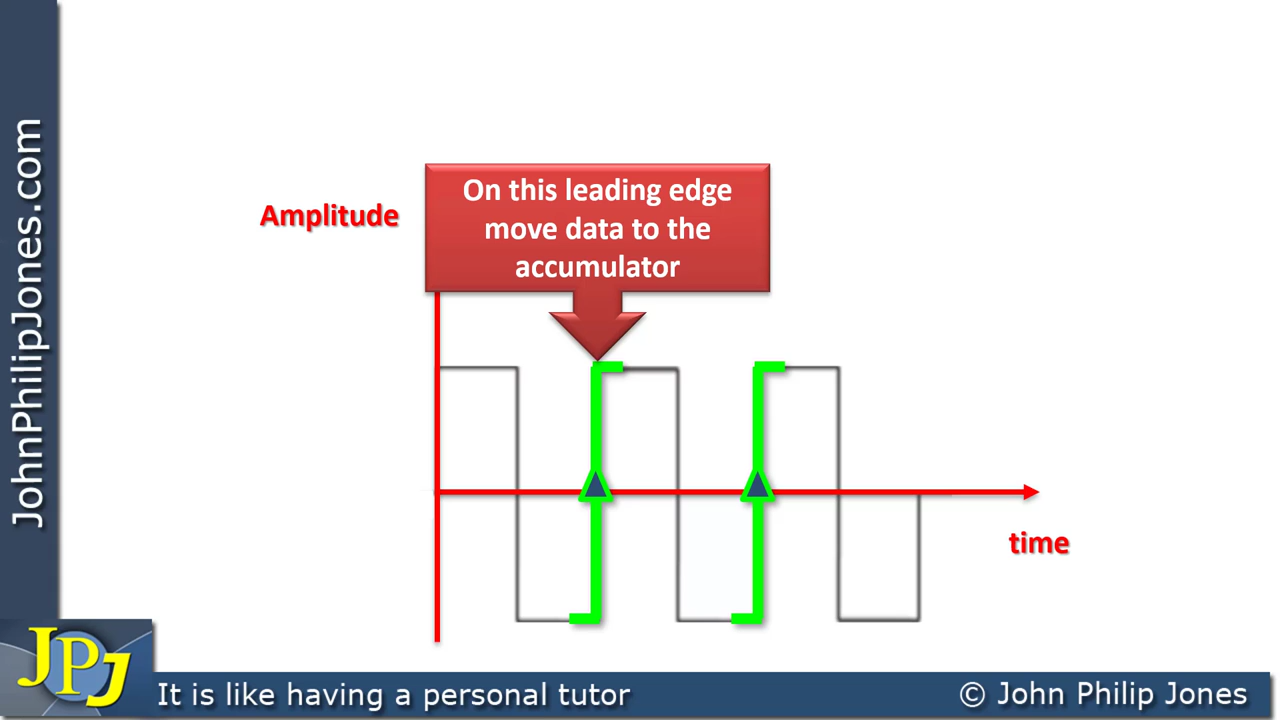 JohnPhilipJones.com
Amplitude
On this leading edge
move data to the
accumulator
time
JPJ
It is like having a personal tutor
© John Philip Jones